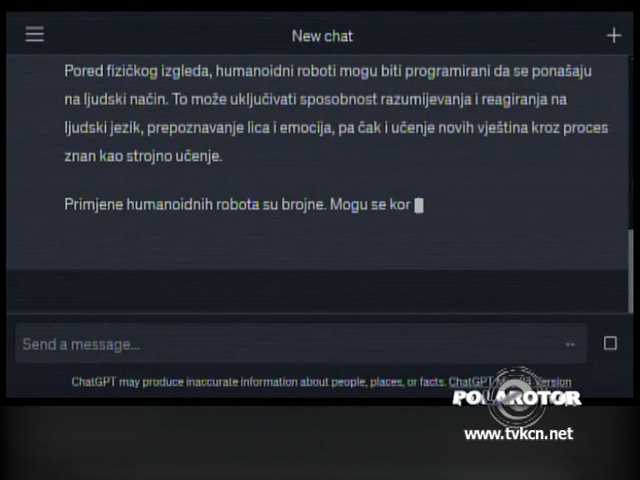 New chat
Pored fizičkog izgleda, humanoidni roboti mogu biti programirani da se ponašaju
na ljudski način. To može uključivati sposobnost razumijevanja i reagiranja na
ljudski jezik, prepoznavanje lica i emocija, pa čak i učenje novih vještina kroz proces
znan kao strojno učenje.
Primjene humanoidnih robota su brojne. Mogu se kor
Send a message...
ChatGPT may produce inaccurate information about people, places, or facts. ChatGPT Version
POLAROTOR
www.tvkcn.net